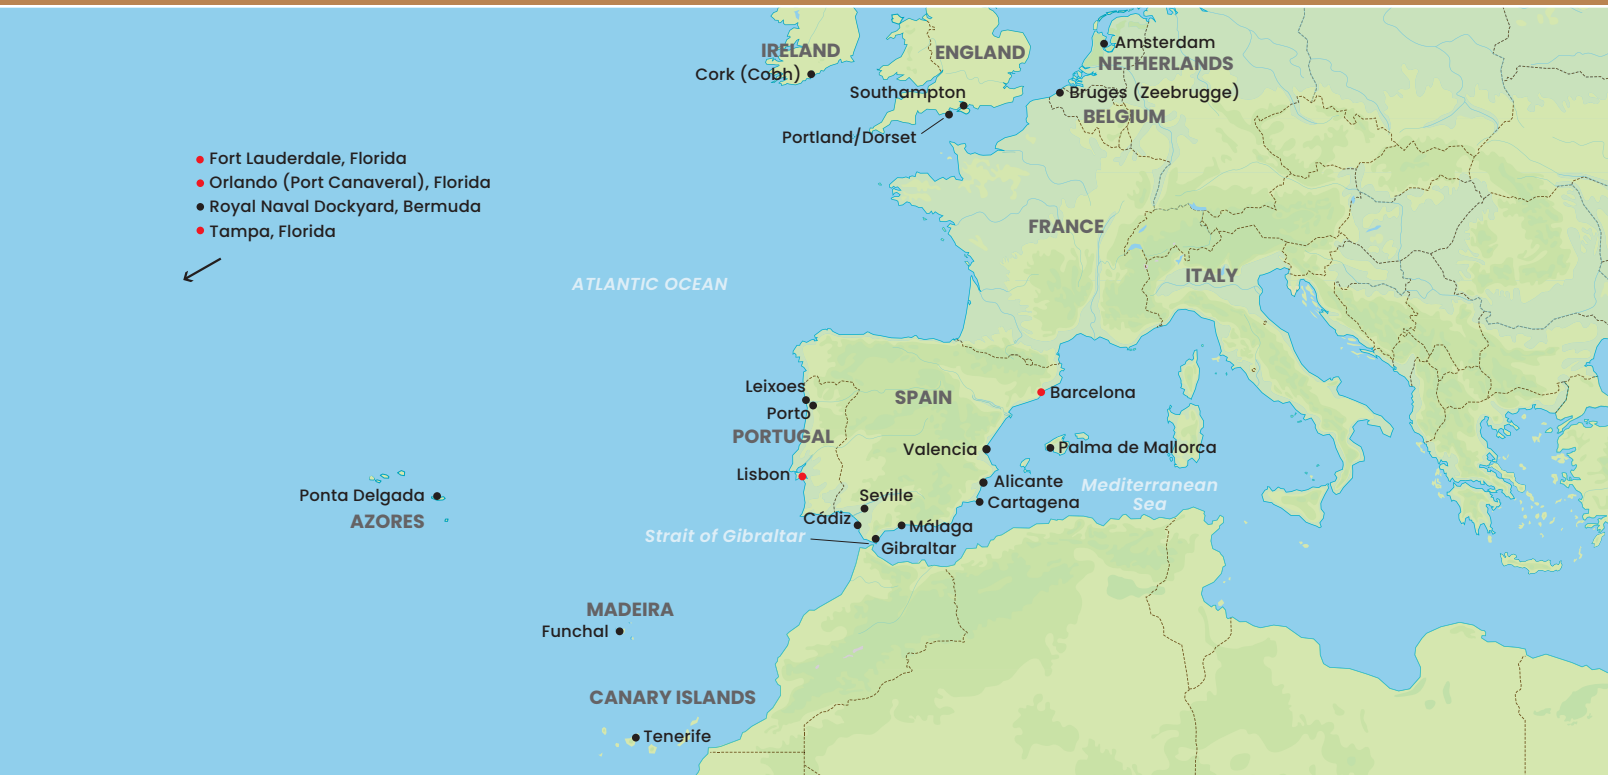 IRELAND
Cork (Cobh)
ENGLAND
Southampton
Portland/Dorset
Amsterdam
NETHERLANDS
Bruges (Zeebrugge)
BELGIUM
Fort Lauderdale, Florida
Orlando (Port Canaveral), Florida
Royal Naval Dockyard, Bermuda
Tampa, Florida
ATLANTIC OCEAN
FRANCE
ITALY
Leixoes
Porto
PORTUGAL
Lisbon
SPAIN
Barcelona
Valencia
Palma de Mallorca
Alicante
Cartagena
Mediterranean
Sea
Seville
Cádiz
Málaga
Strait of Gibraltar
Gibraltar
Ponta Delgada
AZORES
MADEIRA
Funchal
CANARY ISLANDS
Tenerife